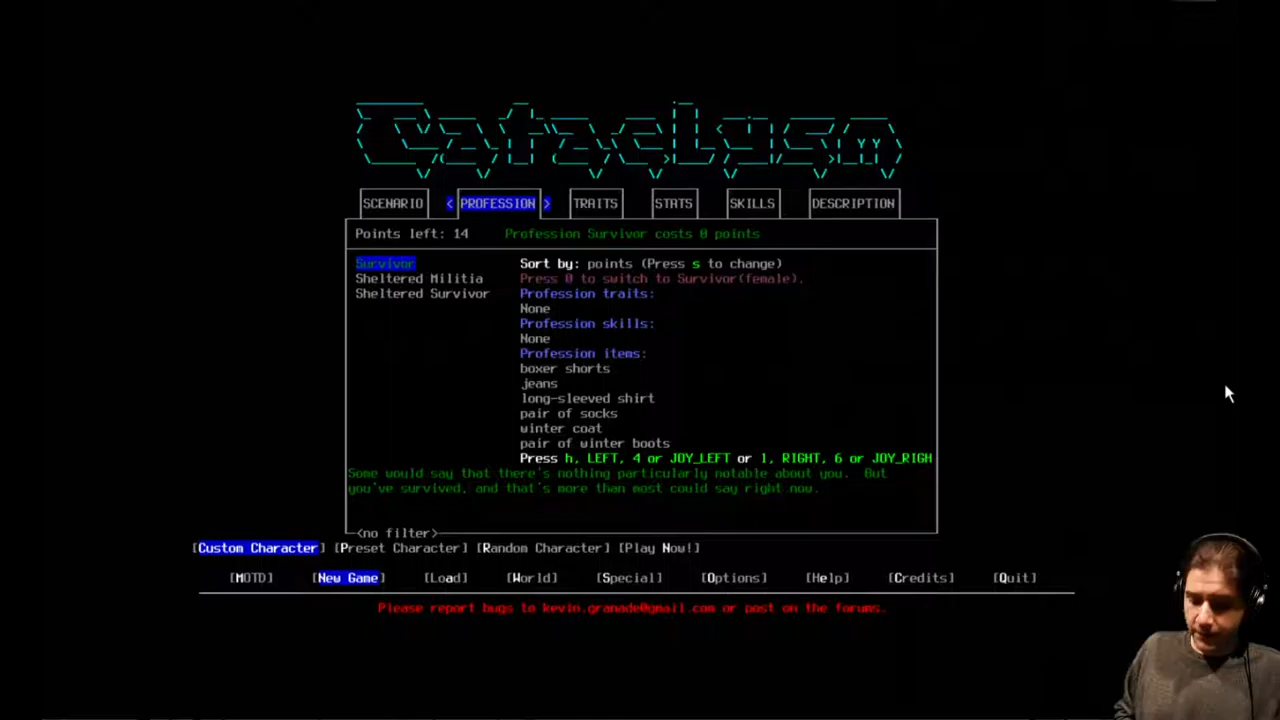 Cataclysm
SCENARIO < PROFESSION > TRAITS STATS SKILLS DESCRIPTION
Points left: 14 Profession Survivor costs 0 points
Survivor Sort by: points (Press s to change)
Sheltered Militia Press 0 to switch to Survivor(female).
Sheltered Survivor Profession traits:
None
Profession skills:
None
Profession items:
boxer shorts
jeans
long-sleeved shirt
pair of socks
winter coat
pair of winter boots
Press h, LEFT, 4 or JOY_LEFT or l, RIGHT, 6 or JOY_RIGH
Some would say that there's nothing particularly notable about you. But
you've survived, and that's more than most could say right now.
<no filter>
[Custom Character] [Preset Character] [Random Character] [Play Now!]
[MOTD] [New Game] [Load] [World] [Special] [Options] [Help] [Credits] [Quit]
Please report bugs to kevin.granade@gmail.com or post on the forums.